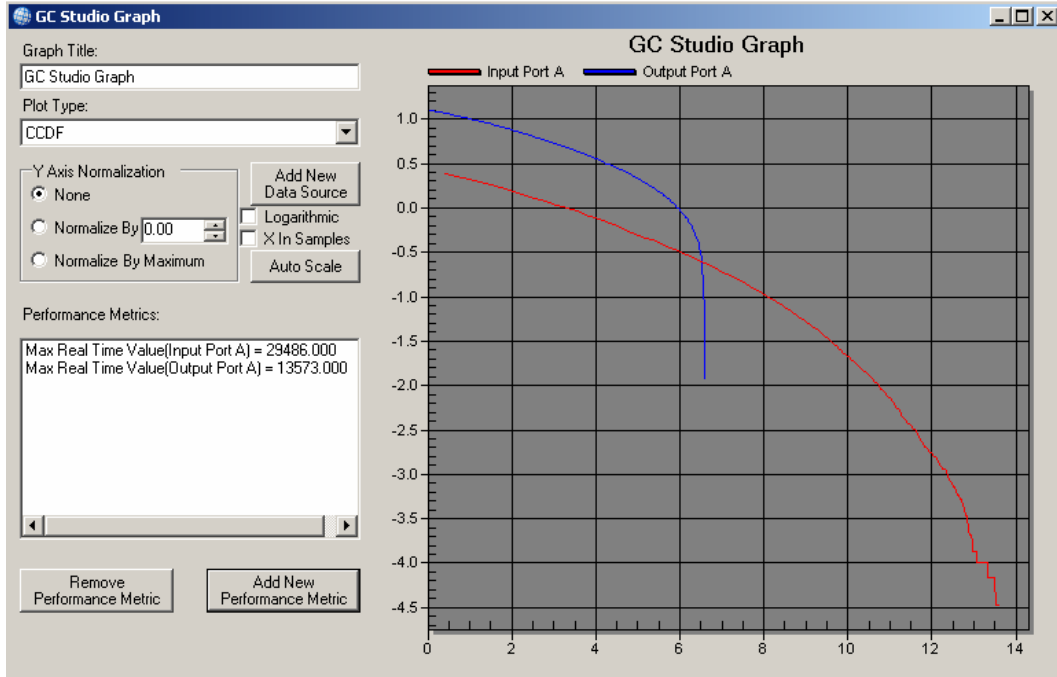 GC Studio Graph
Graph Title:
GC Studio Graph
Plot Type:
CCDF
Y Axis Normalization
None
Normalize By 0.00
Normalize By Maximum
Add New
Data Source
Logarithmic
X In Samples
Auto Scale
Performance Metrics:
Max Real Time Value(Input Port A) = 29486.000
Max Real Time Value(Output Port A) = 13573.000
Remove
Performance Metric
Add New
Performance Metric
GC Studio Graph
Input Port A
Output Port A
1.0
0.5
0.0
-0.5
-1.0
-1.5
-2.0
-2.5
-3.0
-3.5
-4.0
-4.5
0 2 4 6 8 10 12 14